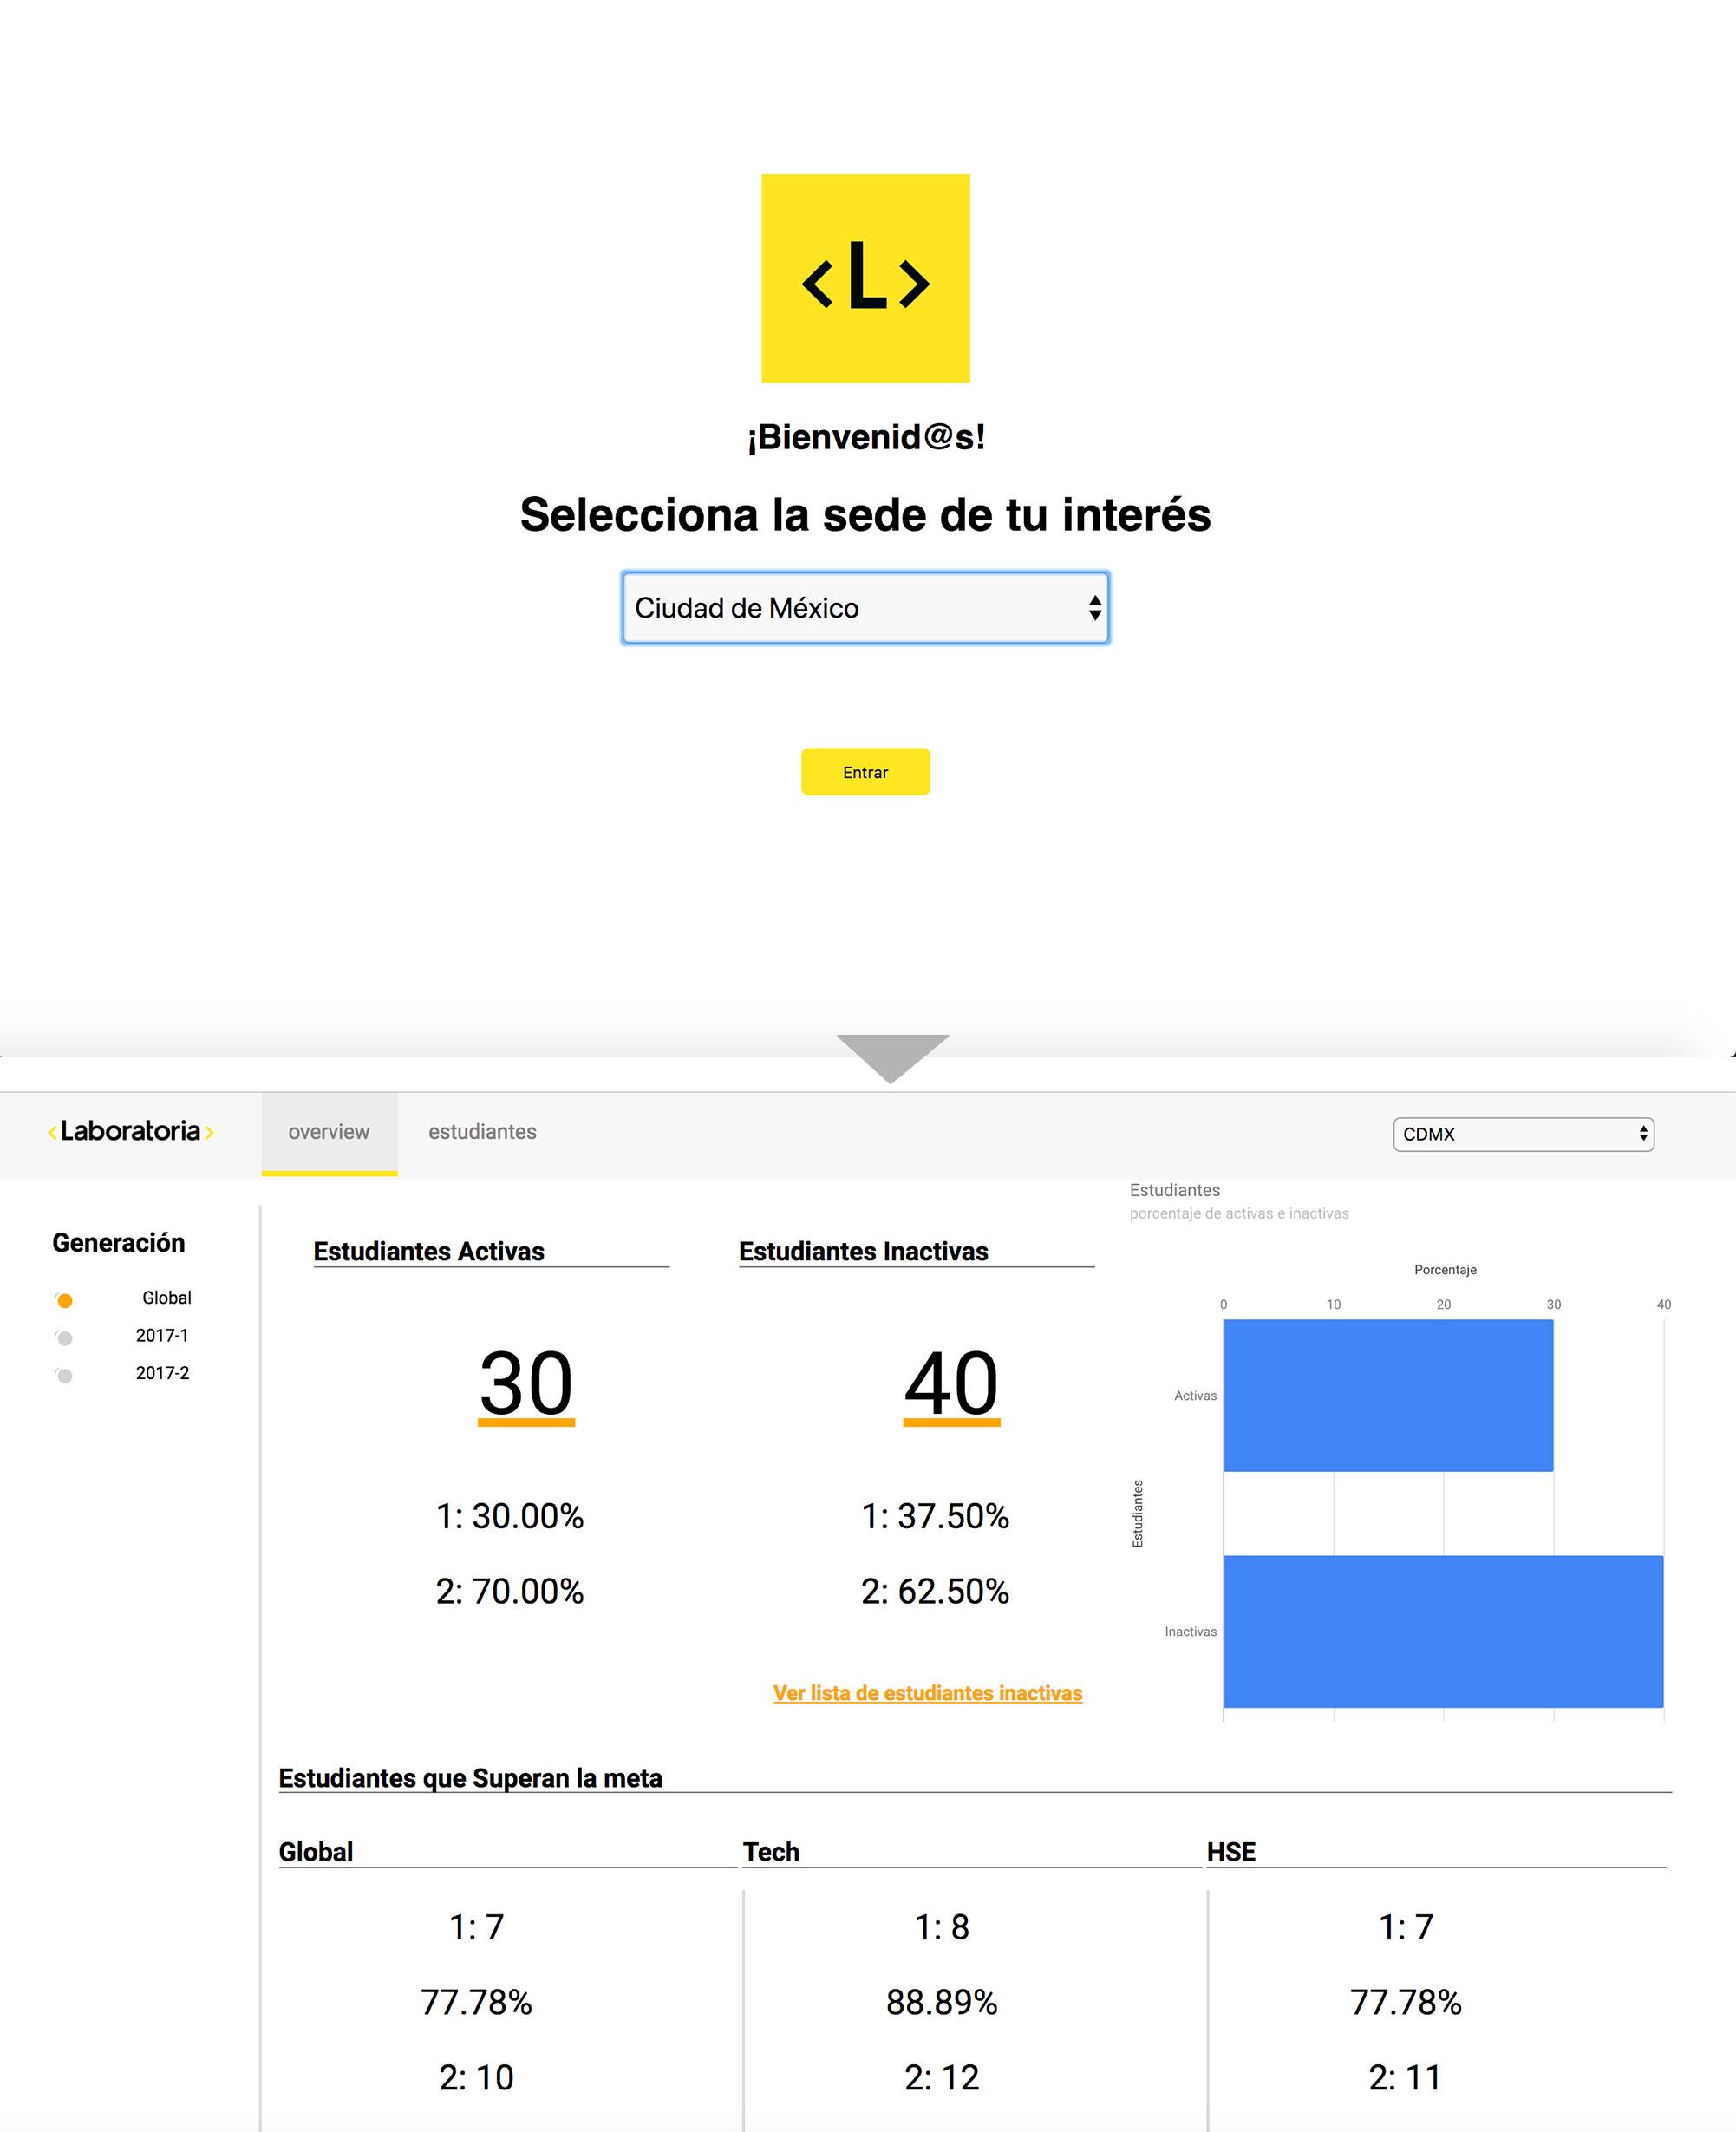 <L>
¡Bienvenid@s!
Selecciona la sede de tu interés
Ciudad de México
Entrar
<Laboratoria>
overview
estudiantes
CDMX
Generación
Global
2017-1
2017-2
Estudiantes Activas
30
1: 30.00%
2: 70.00%
Estudiantes Inactivas
40
1: 37.50%
2: 62.50%
Ver lista de estudiantes inactivas
Estudiantes
porcentaje de activas e inactivas
Porcentaje
0 10 20 30 40
Activas
Estudiantes
Inactivas
Estudiantes que Superan la meta
Global
1: 7
77.78%
2: 10
Tech
1: 8
88.89%
2: 12
HSE
1: 7
77.78%
2: 11